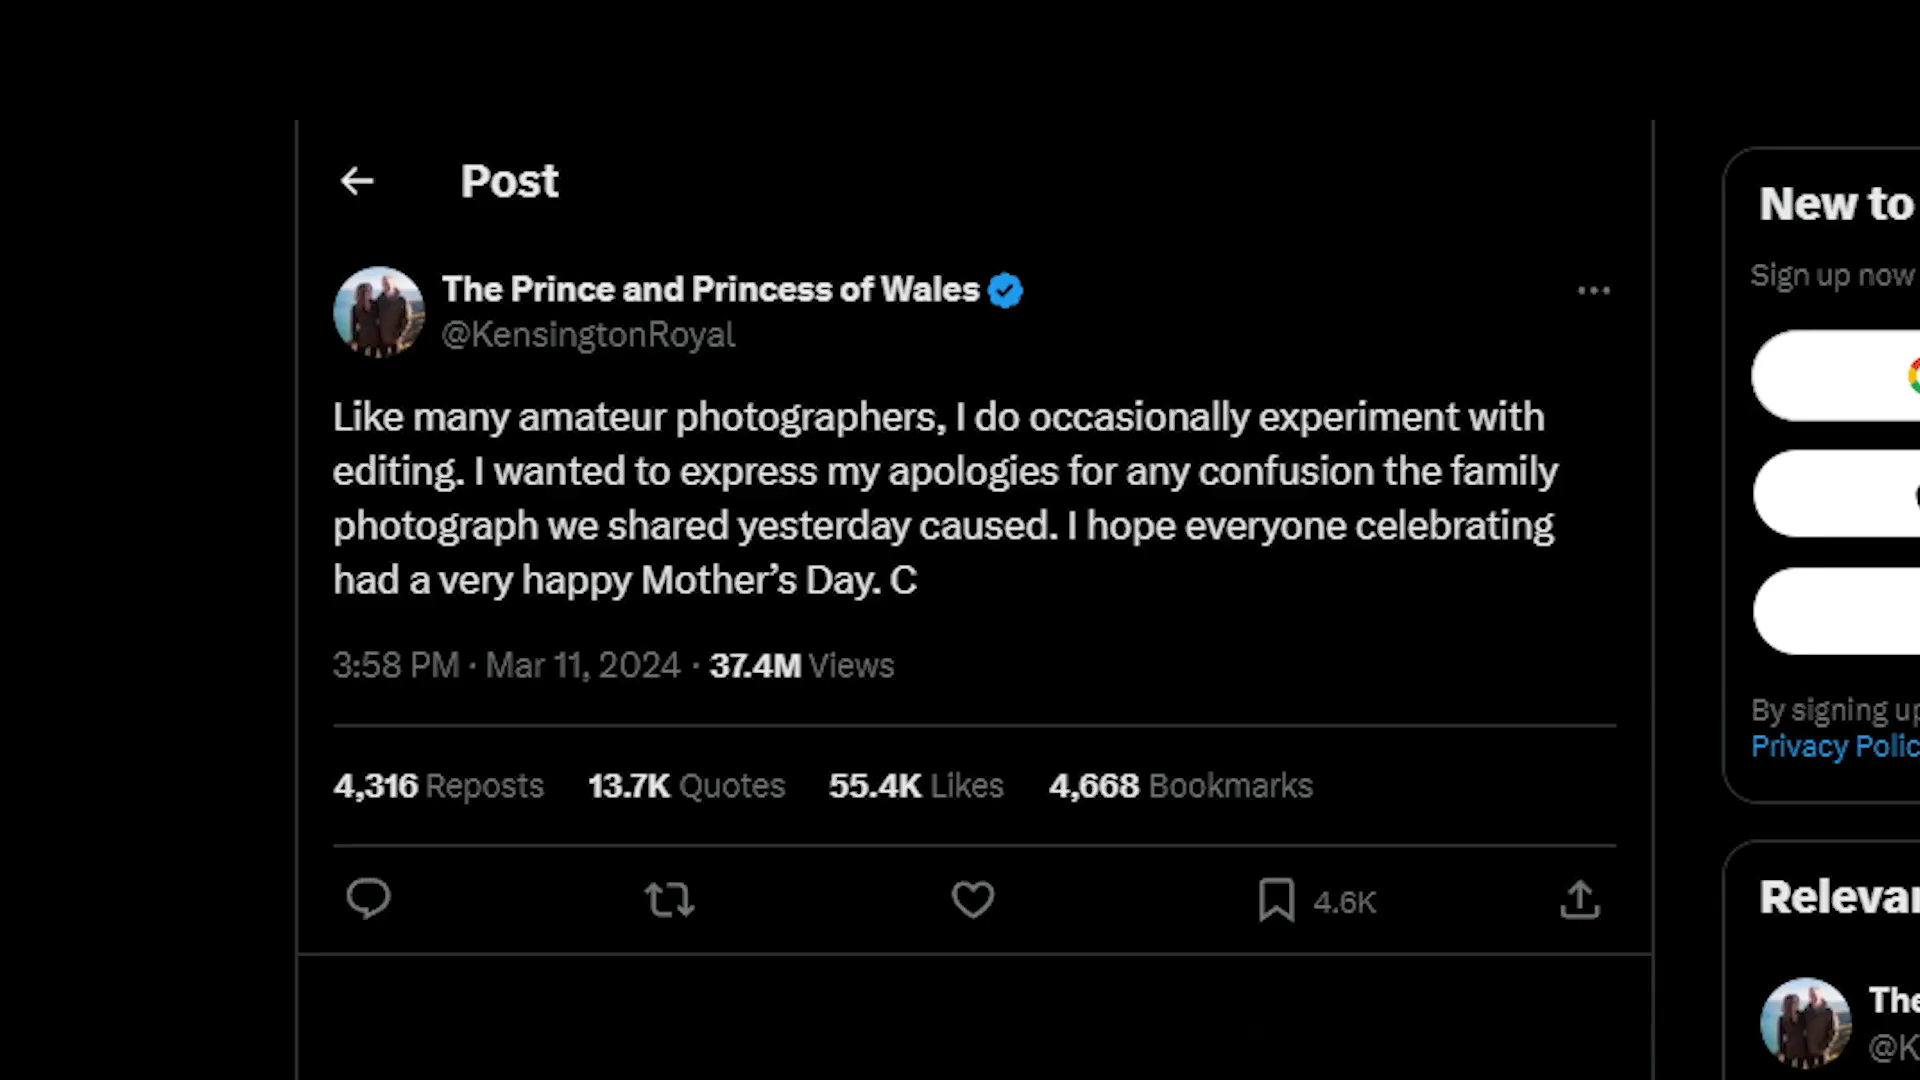 Post
The Prince and Princess of Wales
@KensingtonRoyal
Like many amateur photographers, I do occasionally experiment with
editing. I wanted to express my apologies for any confusion the family
photograph we shared yesterday caused. I hope everyone celebrating
had a very happy Mother’s Day. C
3:58 PM · Mar 11, 2024 · 37.4M Views
4,316 Reposts 13.7K Quotes 55.4K Likes 4,668 Bookmarks
4.6K
New to
Sign up now
By signing up
Privacy Polic
Relevan
The
@K